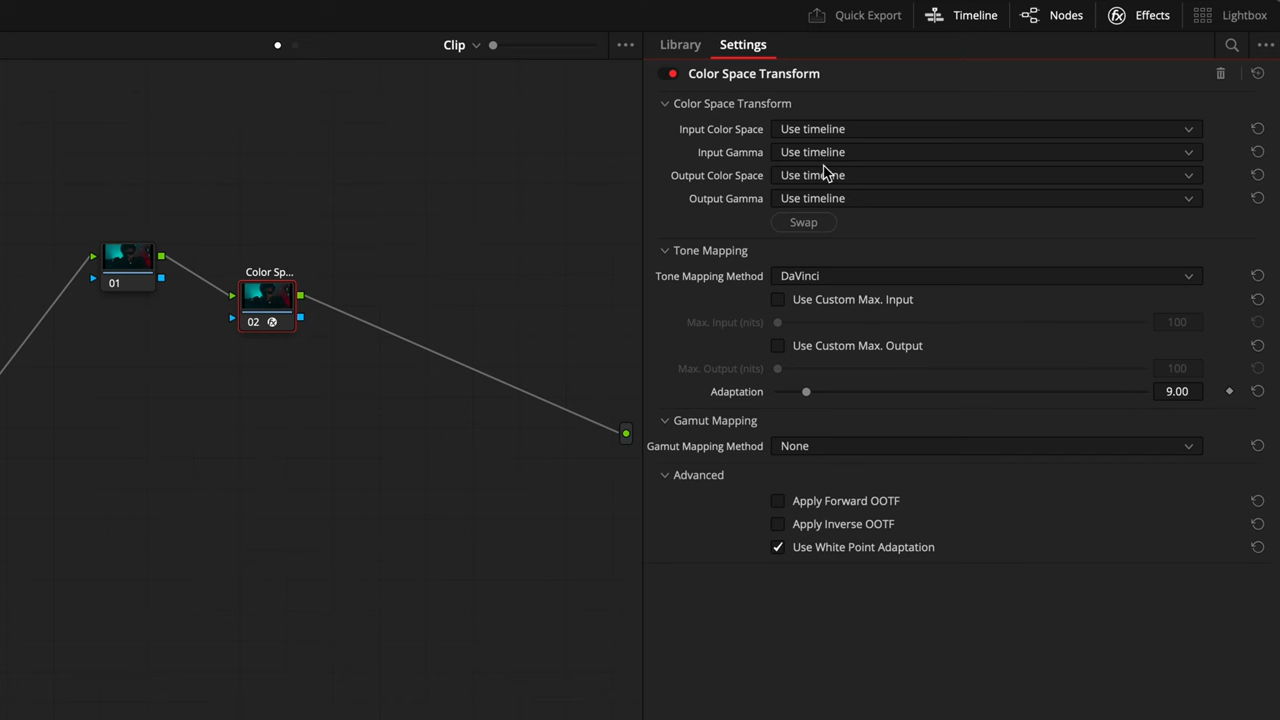 Quick Export Timeline Nodes Effects Lightbox
Clip
Library Settings
Color Space Transform
Color Space Transform
Input Color Space Use timeline
Input Gamma Use timeline
Output Color Space Use timeline
Output Gamma Use timeline
Swap
Tone Mapping
Tone Mapping Method DaVinci
Use Custom Max. Input
Max. Input (nits) 100
Use Custom Max. Output
Max. Output (nits) 100
Adaptation 9.00
Gamut Mapping
Gamut Mapping Method None
Advanced
Apply Forward OOTF
Apply Inverse OOTF
Use White Point Adaptation
01
Color Sp...
02